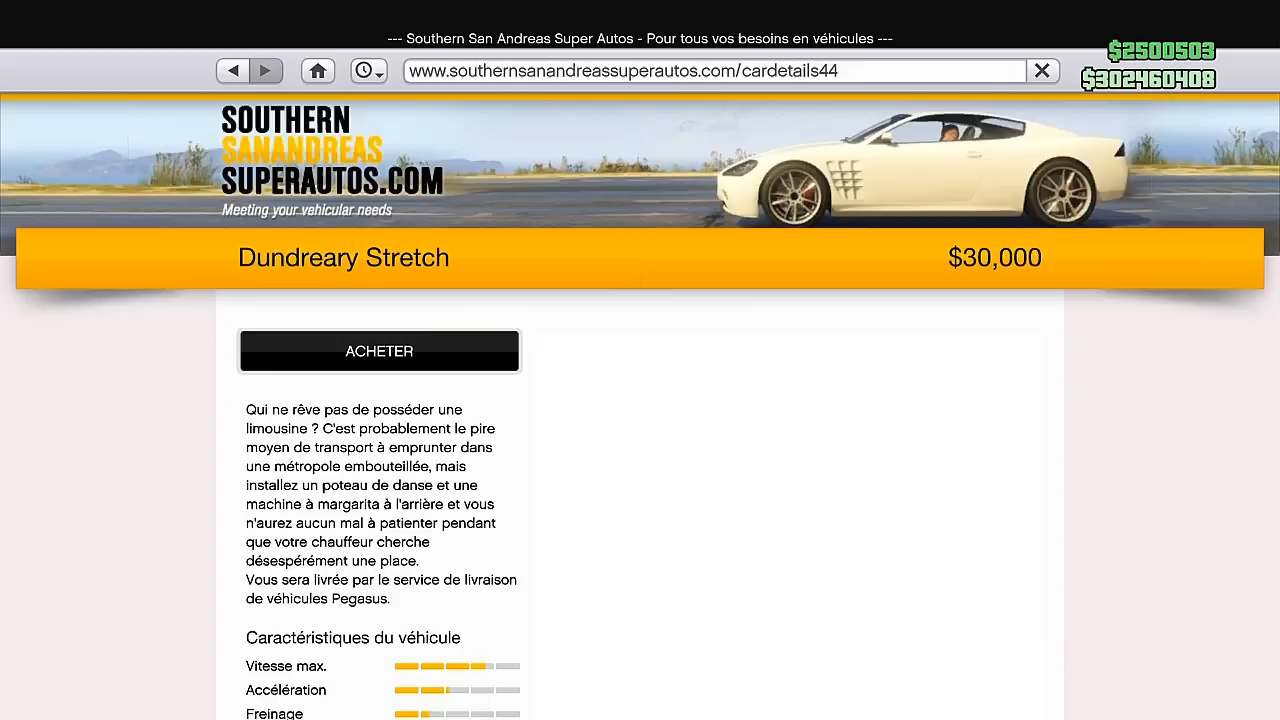 --- Southern San Andreas Super Autos - Pour tous vos besoins en véhicules ---
$2500503
www.southernsanandreassuperautos.com/cardetails44
$302460408
SOUTHERN
SANANDREAS
SUPERAUTOS.COM
Meeting your vehicular needs
Dundreary Stretch $30,000
ACHETER
Qui ne rêve pas de posséder une
limousine ? C'est probablement le pire
moyen de transport à emprunter dans
une métropole embouteillée, mais
installez un poteau de danse et une
machine à margarita à l'arrière et vous
n'aurez aucun mal à patienter pendant
que votre chauffeur cherche
désespérément une place.
Vous sera livrée par le service de livraison
de véhicules Pegasus.
Caractéristiques du véhicule
Vitesse max.
Accélération
Freinage